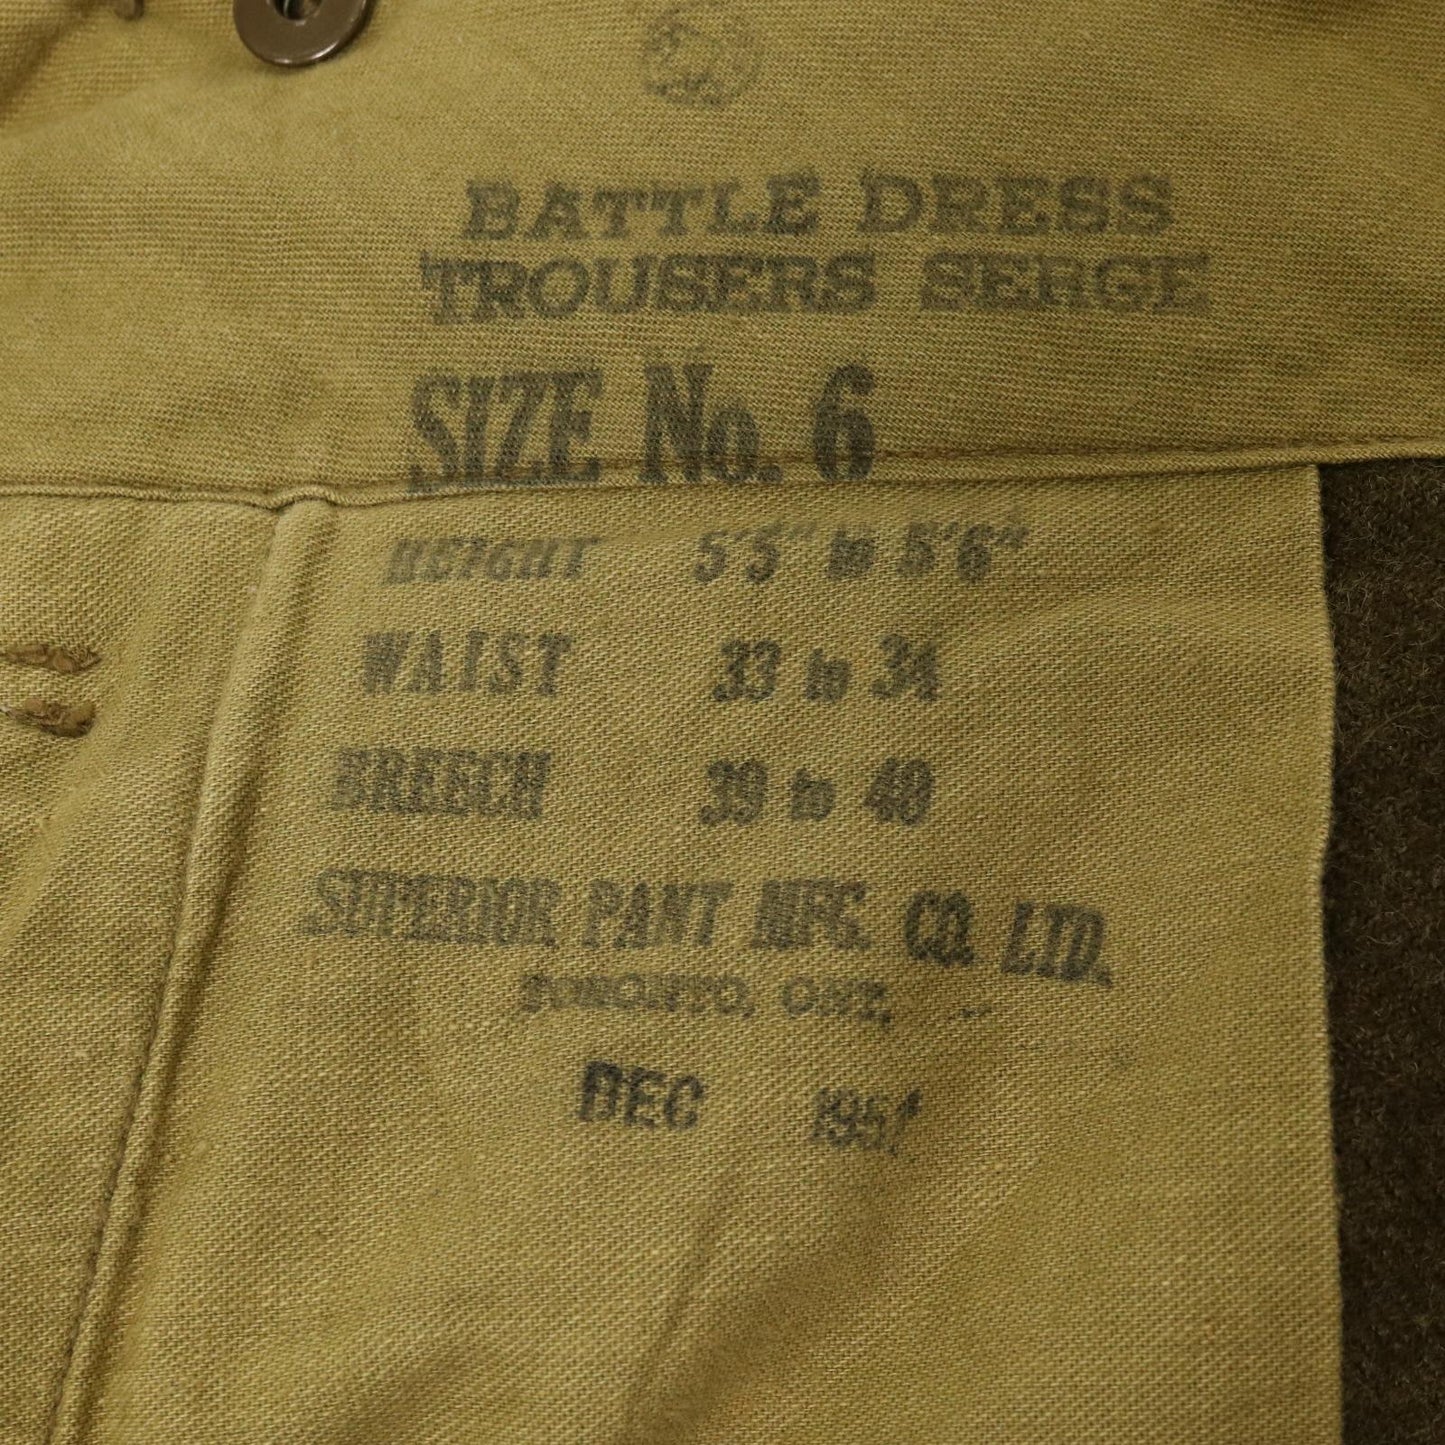 BATTLE DRESS
TROUSERS SERGE
SIZE No. 6
HEIGHT 5'5" to 5'6"
WAIST 33 to 34
BREECH 39 to 40
SUPERIOR PANT MFG. CO. LTD.
TORONTO, ONT.
DEC